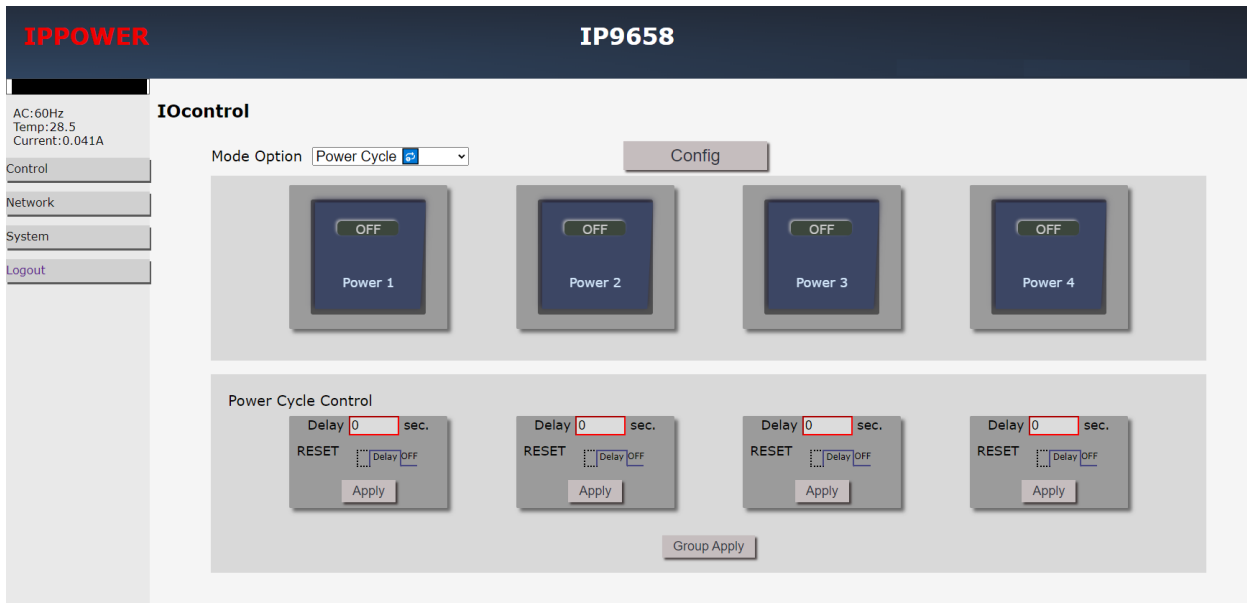 IPPOWER
IP9658
AC:60Hz
Temp:28.5
Current:0.041A
Control
Network
System
Logout
IOcontrol
Mode Option Power Cycle Config
OFF OFF OFF OFF
Power 1 Power 2 Power 3 Power 4
Power Cycle Control
Delay 0 sec. Delay 0 sec. Delay 0 sec. Delay 0 sec.
RESET Delay OFF RESET Delay OFF RESET Delay OFF RESET Delay OFF
Apply Apply Apply Apply
Group Apply